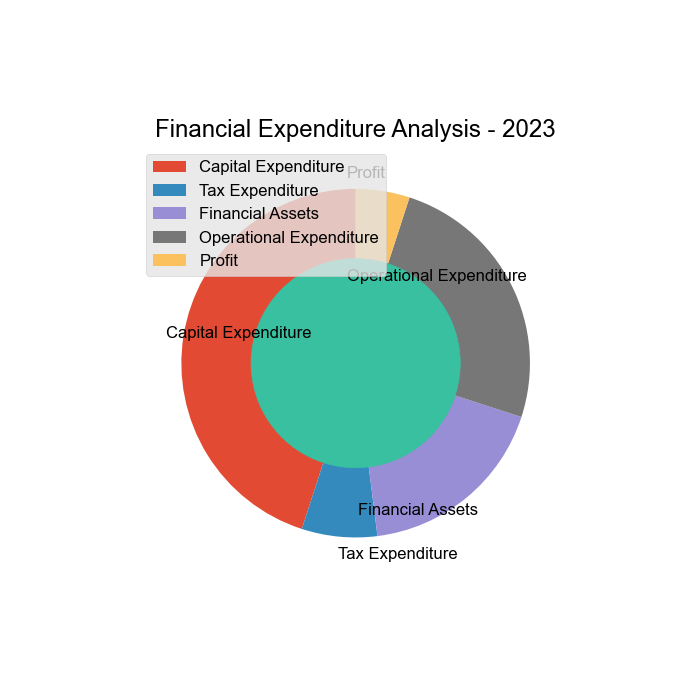 Financial Expenditure Analysis - 2023
Profit
Capital Expenditure
Tax Expenditure
Financial Assets
Operational Expenditure
Profit
Operational Expenditure
Capital Expenditure
Financial Assets
Tax Expenditure